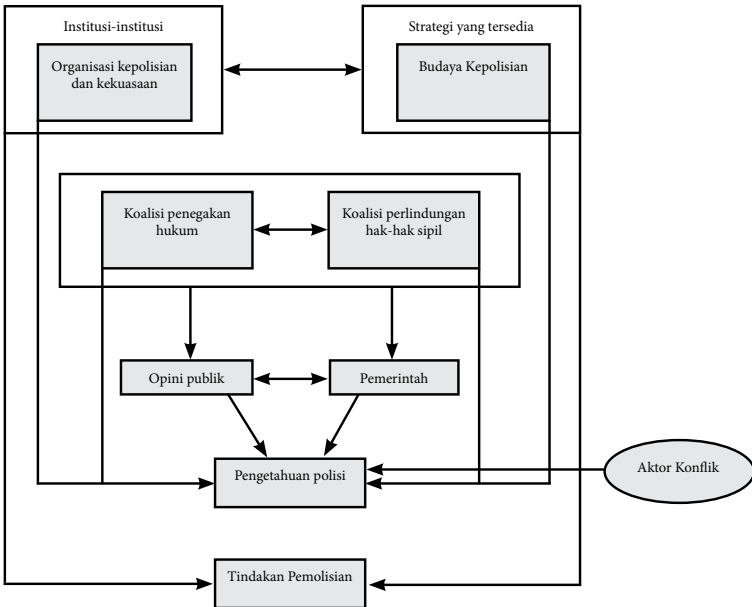 Institusi-institusi
Strategi yang tersedia
Organisasi kepolisian
dan kekuasaan
Budaya Kepolisian
Koalisi penegakan
hukum
Koalisi perlindungan
hak-hak sipil
Opini publik
Pemerintah
Pengetahuan polisi
Aktor Konflik
Tindakan Pemolisian